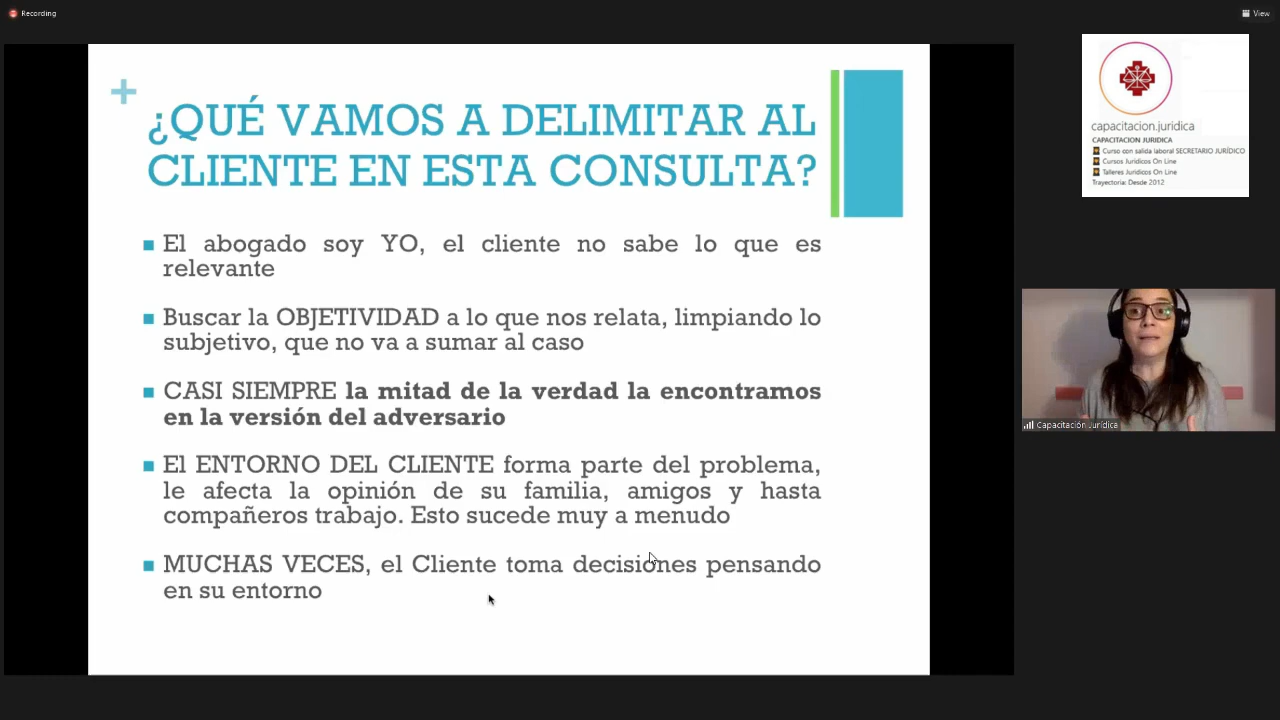 Recording
View
+
¿QUÉ VAMOS A DELIMITAR AL
CLIENTE EN ESTA CONSULTA?
El abogado soy YO, el cliente no sabe lo que es
relevante
Buscar la OBJETIVIDAD a lo que nos relata, limpiando lo
subjetivo, que no va a sumar al caso
CASI SIEMPRE la mitad de la verdad la encontramos
en la versión del adversario
El ENTORNO DEL CLIENTE forma parte del problema,
le afecta la opinión de su familia, amigos y hasta
compañeros trabajo. Esto sucede muy a menudo
MUCHAS VECES, el Cliente toma decisiones pensando
en su entorno
capacitacion.juridica
CAPACITACIÓN JURIDICA
Curso con salida laboral SECRETARIO JURÍDICO
Cursos Jurídicos On Line
Talleres Jurídicos On Line
Trayectoria: Desde 2012
Capacitación Jurídica